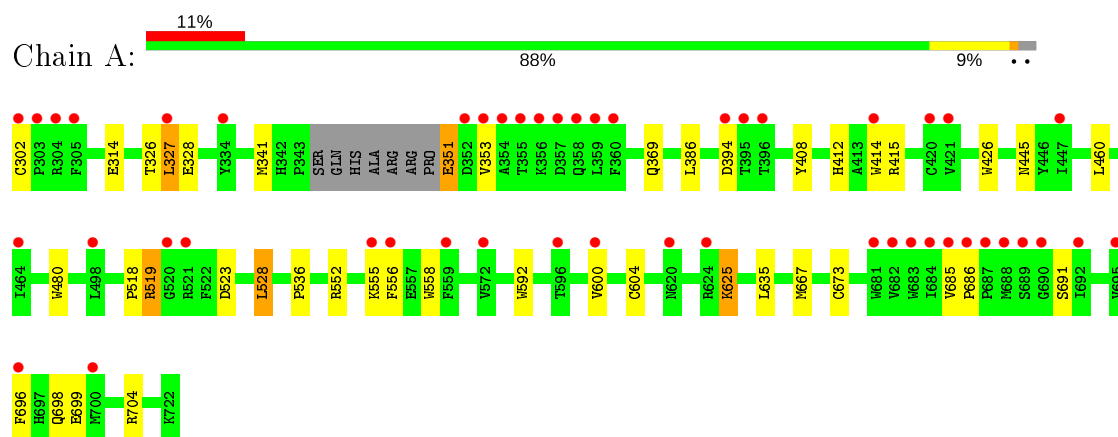 11%
Chain A:
88% 9% • •
C302 P303 R304 F305 E314 T326 L327 E328 Y334 M341 H342 P343 SER GLN HIS ALA ARG ARG PRO E351 D352 V353 A354 T355 K356 D357 Q358 L359 F360 Q369 L386 D394 T395 T396 Y408 H412 A413 W414 R415 C420 V421 W426 N445 Y446 I447 L460
I464 W480 L498 P518 R519 G520 R521 F522 D523 L528 P536 R552 K555 F556 E557 W558 F559 V572 W592 T596 V600 C604 N620 R624 K625 L635 M667 C673 W681 V682 W683 I684 V685 P686 P687 M688 S689 G690 S691 I692 V695
F696 H697 Q698 E699 M700 R704 K722